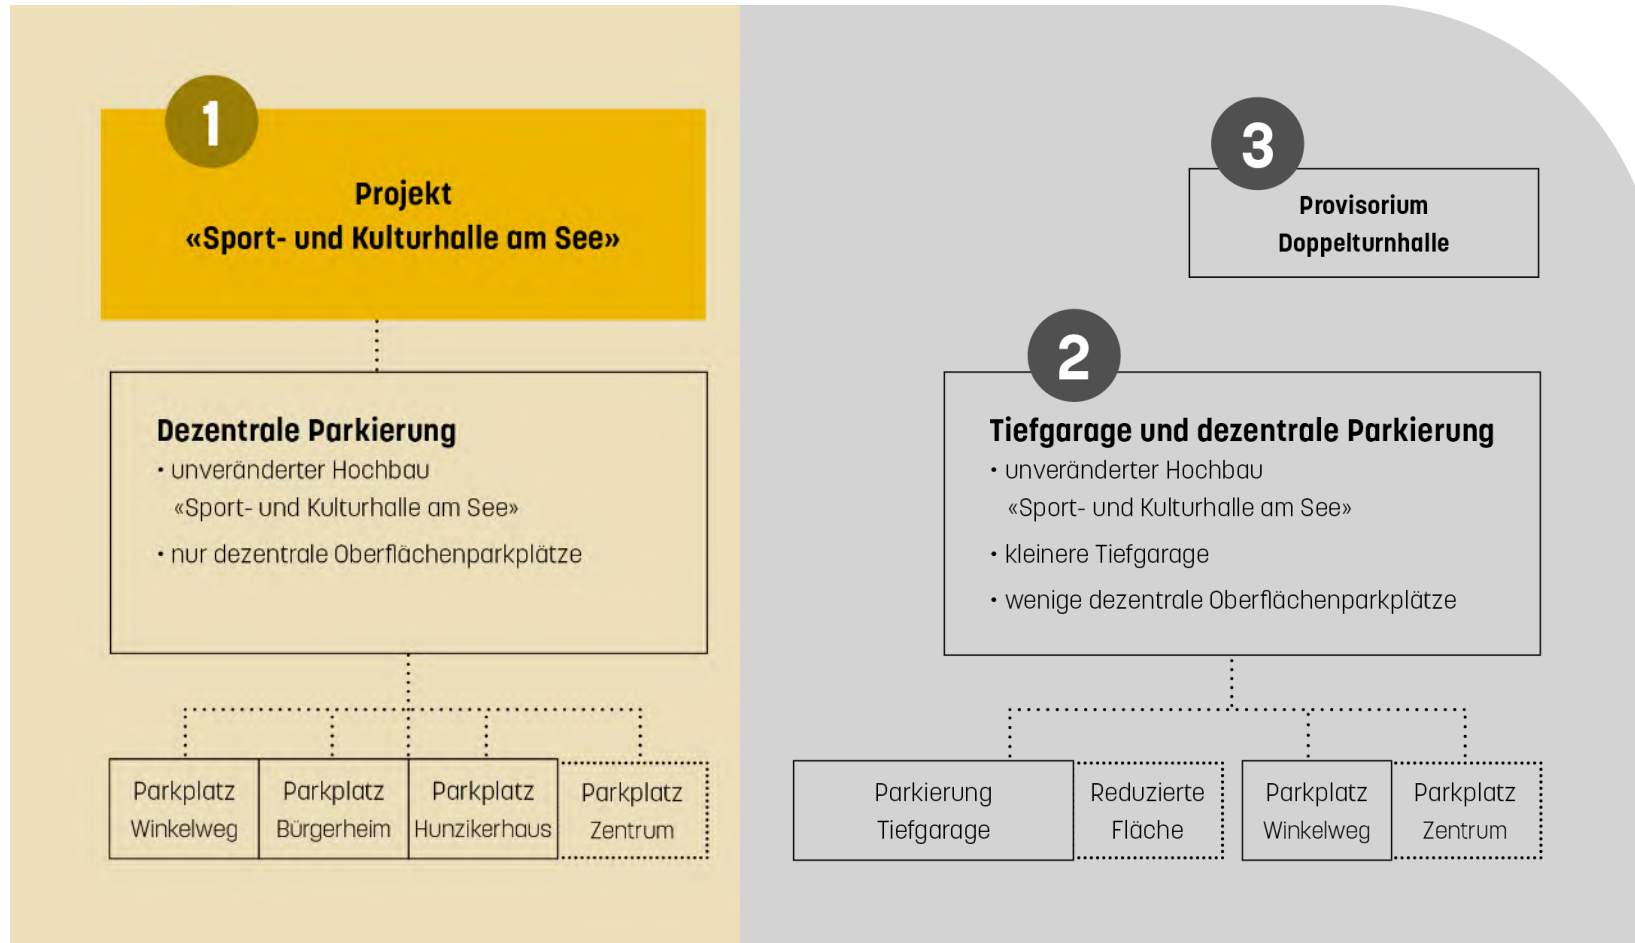 1
Projekt
«Sport- und Kulturhalle am See»
Dezentrale Parkierung
• unveränderter Hochbau
«Sport- und Kulturhalle am See»
• nur dezentrale Oberflächenparkplätze
Parkplatz
Winkelweg
Parkplatz
Bürgerheim
Parkplatz
Hunzikerhaus
Parkplatz
Zentrum
3
Provisorium
Doppelturnhalle
2
Tiefgarage und dezentrale Parkierung
• unveränderter Hochbau
«Sport- und Kulturhalle am See»
• kleinere Tiefgarage
• wenige dezentrale Oberflächenparkplätze
Parkierung
Tiefgarage
Reduzierte
Fläche
Parkplatz
Winkelweg
Parkplatz
Zentrum